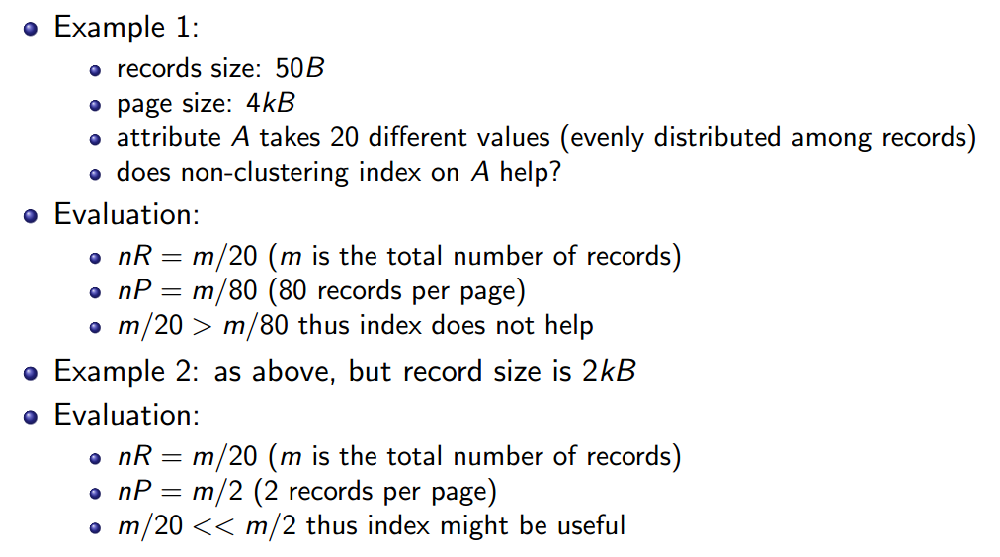 Example 1:
records size: 50B
page size: 4kB
attribute A takes 20 different values (evenly distributed among records)
does non-clustering index on A help?
Evaluation:
nR = m/20 (m is the total number of records)
nP = m/80 (80 records per page)
m/20 > m/80 thus index does not help
Example 2: as above, but record size is 2kB
Evaluation:
nR = m/20 (m is the total number of records)
nP = m/2 (2 records per page)
m/20 << m/2 thus index might be useful